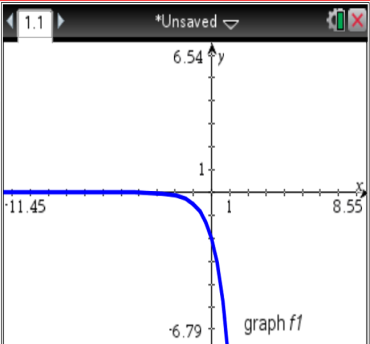 1.1 *Unsaved
6.54 y
1
x
-11.45 1 8.55
-6.79 graph f1